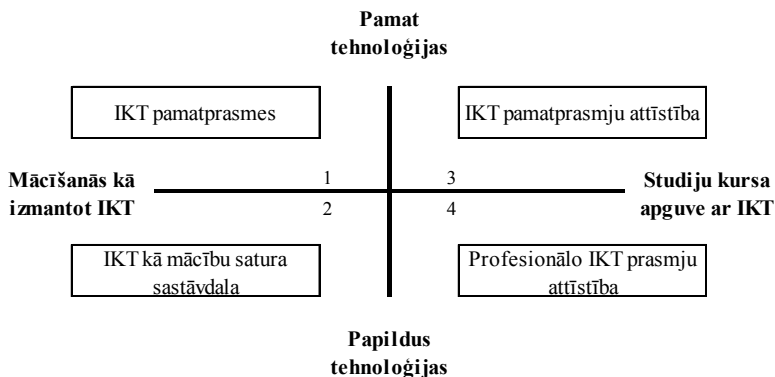 Pamat
tehnoloģijas
IKT pamatprasmes
IKT pamatprasmju attīstība
Mācīšanās kā
izmantot IKT
1
3
2
4
Studiju kursa
apguve ar IKT
IKT kā mācību satura
sastāvdala
Profesionālo IKT prasmju
attīstība
Papildus
tehnoloģijas